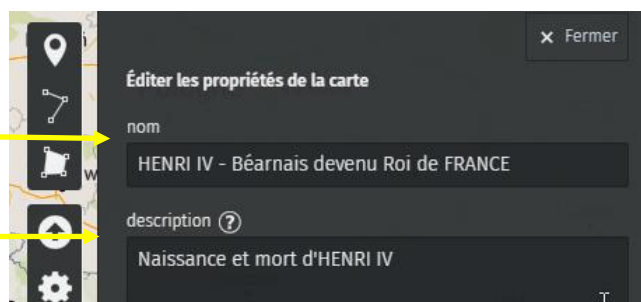 × Fermer
Éditer les propriétés de la carte
nom
HENRI IV - Béarnais devenu Roi de FRANCE
description ?
Naissance et mort d'HENRI IV